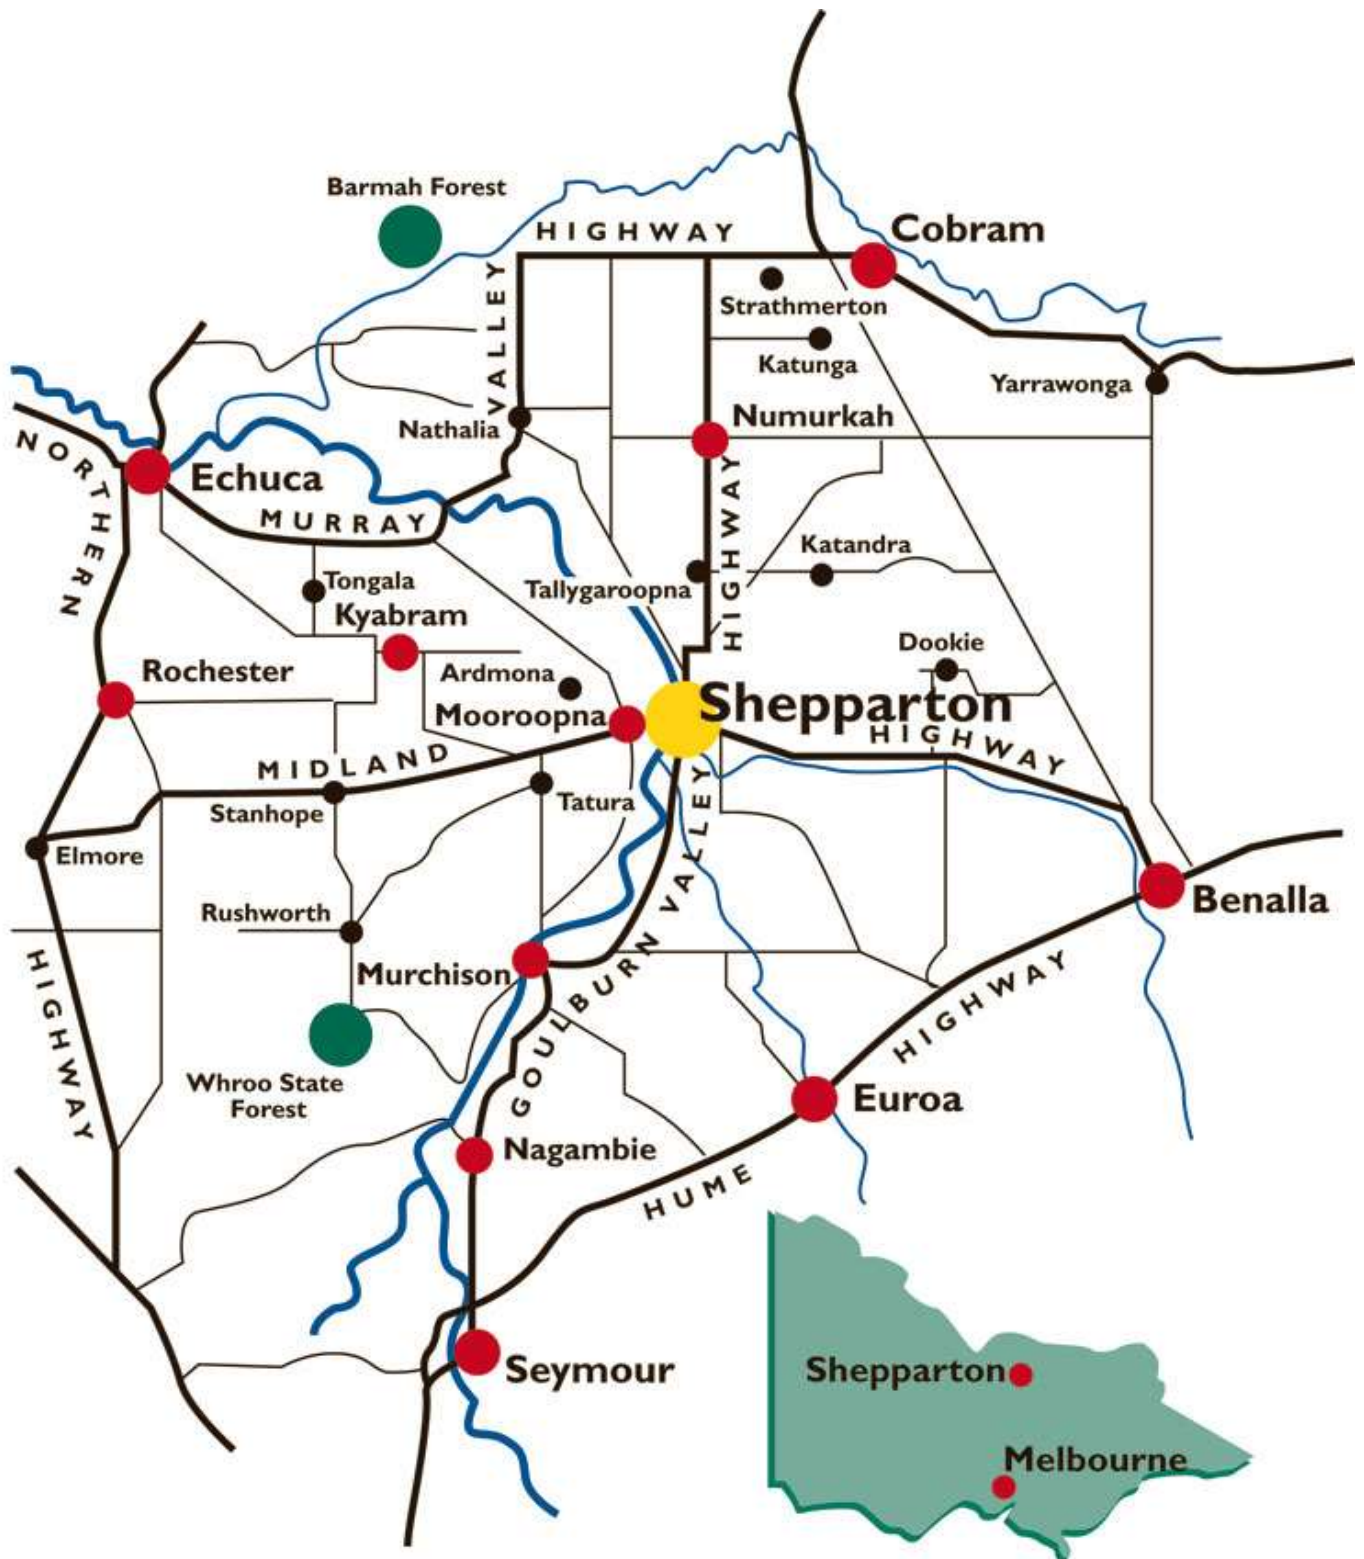 Barmah Forest
HIGHWAY
Cobram
VALLEY
Strathmerton
Katunga
Yarrawonga
Nathalia
Numurkah
NORTHERN
Echuca
MURRAY
HIGHWAY
Katandra
Tongala
Tallygaroopna
Kyabram
Dookie
Rochester
Ardmona
Mooroopna
Shepparton
HIGHWAY
MIDLAND
Stanhope
Tatura
VALLEY
Elmore
Benalla
Rushworth
Murchison
GOULBURN
HIGHWAY
HIGHWAY
Whroo State
Forest
Euroa
Nagambie
HUME
Seymour
Shepparton
Melbourne